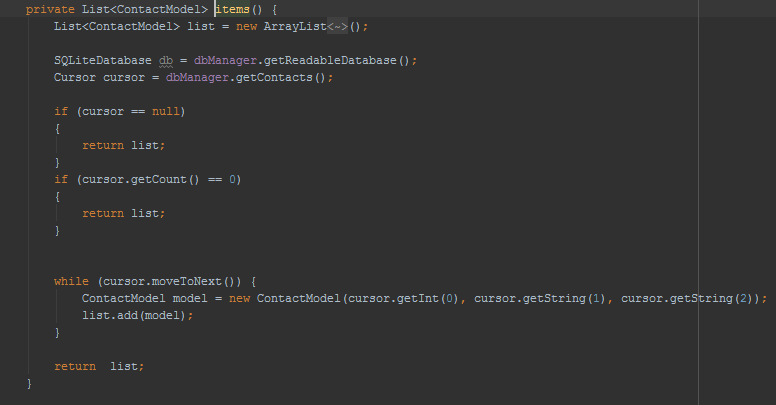 private List<ContactModel> items() {
List<ContactModel> list = new ArrayList<~>();
SQLiteDatabase db = dbManager.getReadableDatabase();
Cursor cursor = dbManager.getContacts();
if (cursor == null)
{
return list;
}
if (cursor.getCount() == 0)
{
return list;
}
while (cursor.moveToNext()) {
ContactModel model = new ContactModel(cursor.getInt(0), cursor.getString(1), cursor.getString(2));
list.add(model);
}
return  list;
}